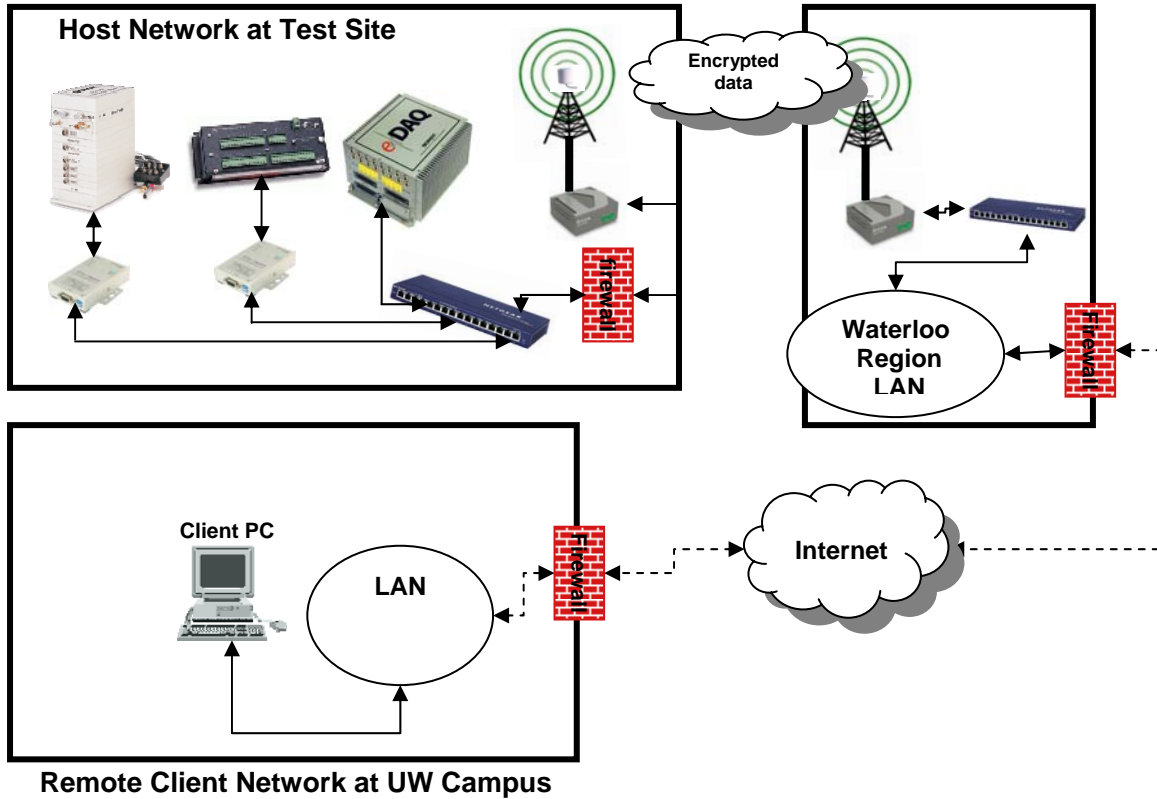 Host Network at Test Site
Encrypted
data
eDAQ
NETGEAR
firewall
Waterloo
Region
LAN
Firewall
Client PC
LAN
Firewall
Internet
Remote Client Network at UW Campus